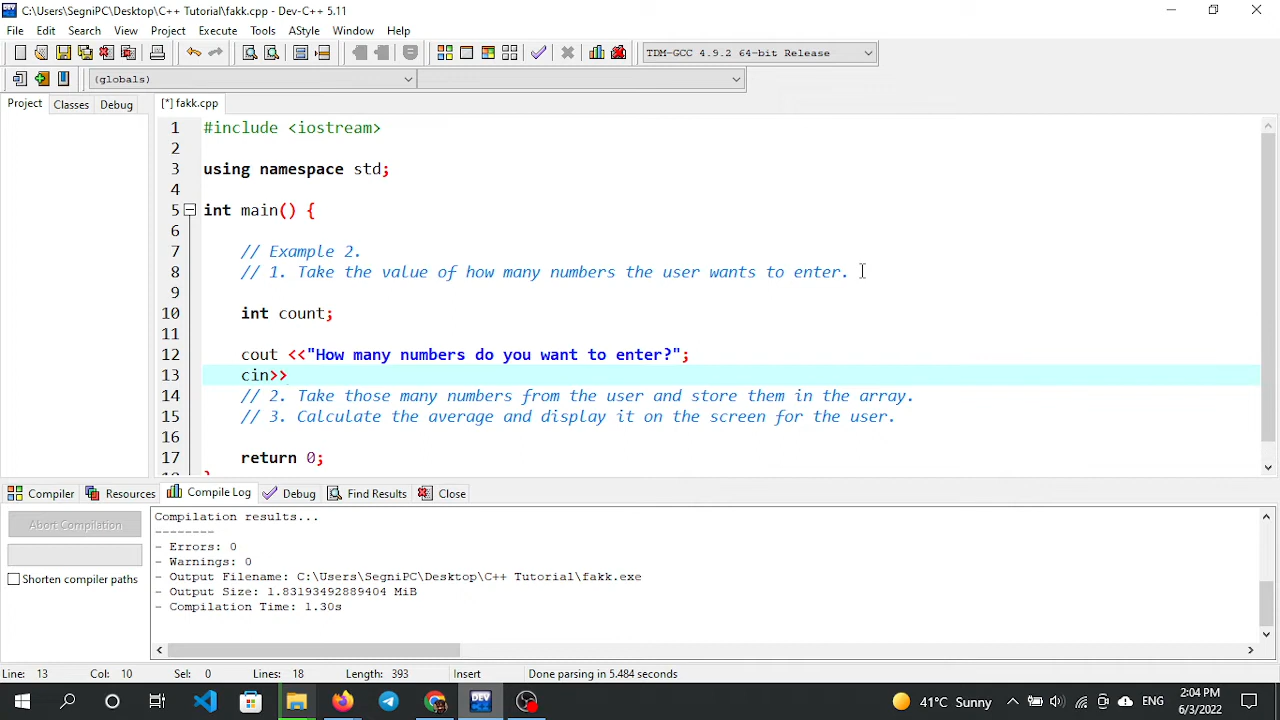 C:\Users\SegniPC\Desktop\C++ Tutorial\fakk.cpp - Dev-C++ 5.11
File Edit Search View Project Execute Tools AStyle Window Help
TDM-GCC 4.9.2 64-bit Release
(globals)
Project Classes Debug [*] fakk.cpp
1 #include <iostream>
2
3 using namespace std;
4
5 int main() {
6
7 // Example 2.
8 // 1. Take the value of how many numbers the user wants to enter.
9
10 int count;
11
12 cout <<"How many numbers do you want to enter?";
13 cin>>
14 // 2. Take those many numbers from the user and store them in the array.
15 // 3. Calculate the average and display it on the screen for the user.
16
17 return 0;
Compiler Resources Compile Log Debug Find Results Close
Abort Compilation
Shorten compiler paths
Compilation results...
--------
- Errors: 0
- Warnings: 0
- Output Filename: C:\Users\SegniPC\Desktop\C++ Tutorial\fakk.exe
- Output Size: 1.83193492889404 MiB
- Compilation Time: 1.30s
Line: 13 Col: 10 Sel: 0 Lines: 18 Length: 393 Insert Done parsing in 5.484 seconds
DEV
41°C Sunny ENG 2:04 PM
6/3/2022